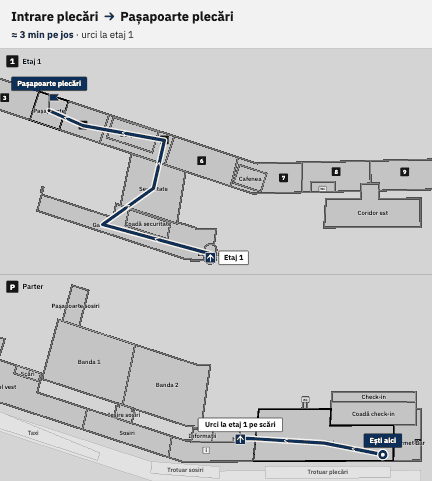 Intrare plecări → Pașapoarte plecări
≈ 3 min pe jos · urci la etaj 1
1 Etaj 1
Pașapoarte plecări
3
6
Cafenea
7
8
9
Coridor est
Coadă securitate
Etaj 1
P Parter
Pașapoarte sosiri
Banda 1
Banda 2
Sosiri
Taxi
Informații
Urci la etaj 1 pe scări
Check-in
Coadă check-in
Ești aici
Trotuar sosiri
Trotuar plecări